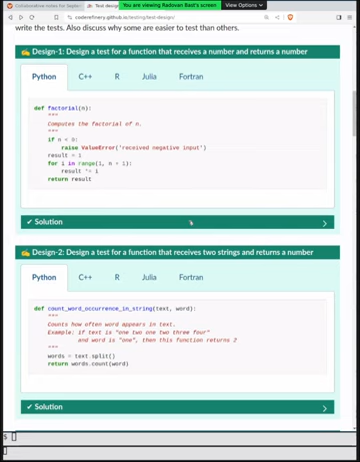 Collaborative notes for Septem
Test design
You are viewing Radovan Bast's screen
View Options
coderefinery.github.io/testing/test-design/
write the tests. Also discuss why some are easier to test than others.
Design-1: Design a test for a function that receives a number and returns a number
Python C++ R Julia Fortran
def factorial(n):
"""
Computes the factorial of n.
"""
if n < 0:
raise ValueError('received negative input')
result = 1
for i in range(1, n + 1):
result *= i
return result
✔ Solution
Design-2: Design a test for a function that receives two strings and returns a number
Python C++ R Julia Fortran
def count_word_occurrence_in_string(text, word):
"""
Counts how often word appears in text.
Example: if text is "one two one two three four"
and word is "one", then this function returns 2
"""
words = text.split()
return words.count(word)
✔ Solution
$